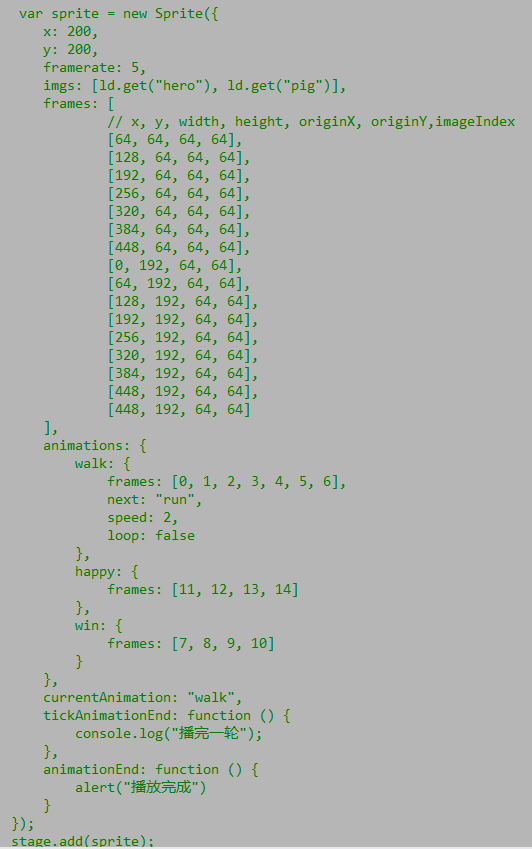 var sprite = new Sprite({
x: 200,
y: 200,
framerate: 5,
imgs: [ld.get("hero"), ld.get("pig")],
frames: [
// x, y, width, height, originX, originY,imageIndex
[64, 64, 64, 64],
[128, 64, 64, 64],
[192, 64, 64, 64],
[256, 64, 64, 64],
[320, 64, 64, 64],
[384, 64, 64, 64],
[448, 64, 64, 64],
[0, 192, 64, 64],
[64, 192, 64, 64],
[128, 192, 64, 64],
[192, 192, 64, 64],
[256, 192, 64, 64],
[320, 192, 64, 64],
[384, 192, 64, 64],
[448, 192, 64, 64],
[448, 192, 64, 64]
],
animations: {
walk: {
frames: [0, 1, 2, 3, 4, 5, 6],
next: "run",
speed: 2,
loop: false
},
happy: {
frames: [11, 12, 13, 14]
},
win: {
frames: [7, 8, 9, 10]
}
},
currentAnimation: "walk",
tickAnimationEnd: function () {
console.log("播完一轮");
},
animationEnd: function () {
alert("播放完成")
}
});
stage.add(sprite);